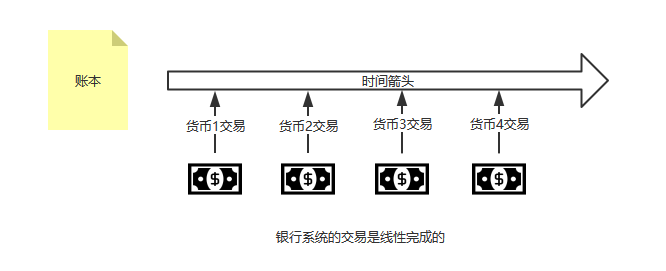 账本
时间箭头
货币1交易
货币2交易
货币3交易
货币4交易
$
$
$
$
银行系统的交易是线性完成的